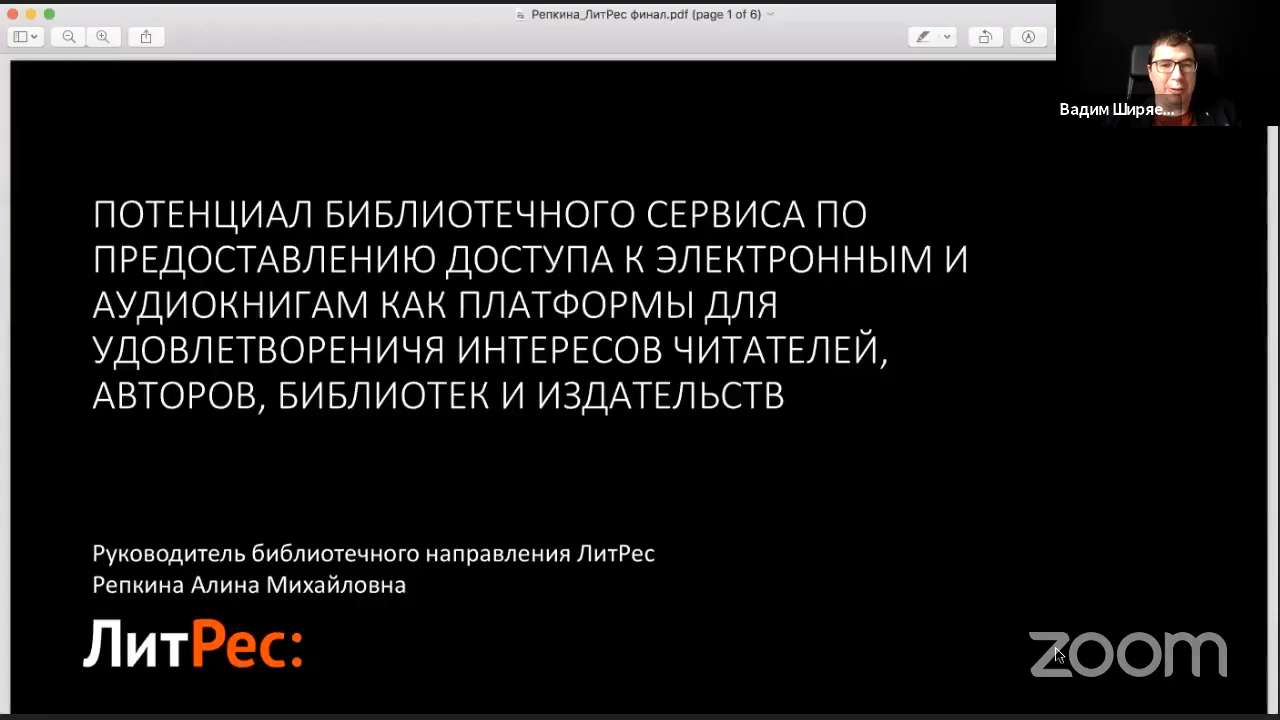 Репкина_ЛитРес финал.pdf (page 1 of 6)
Вадим Ширяе...
ПОТЕНЦИАЛ БИБЛИОТЕЧНОГО СЕРВИСА ПО
ПРЕДОСТАВЛЕНИЮ ДОСТУПА К ЭЛЕКТРОННЫМ И
АУДИОКНИГАМ КАК ПЛАТФОРМЫ ДЛЯ
УДОВЛЕТВОРЕНИЧЯ ИНТЕРЕСОВ ЧИТАТЕЛЕЙ,
АВТОРОВ, БИБЛИОТЕК И ИЗДАТЕЛЬСТВ
Руководитель библиотечного направления ЛитРес
Репкина Алина Михайловна
ЛитРес:
zoom